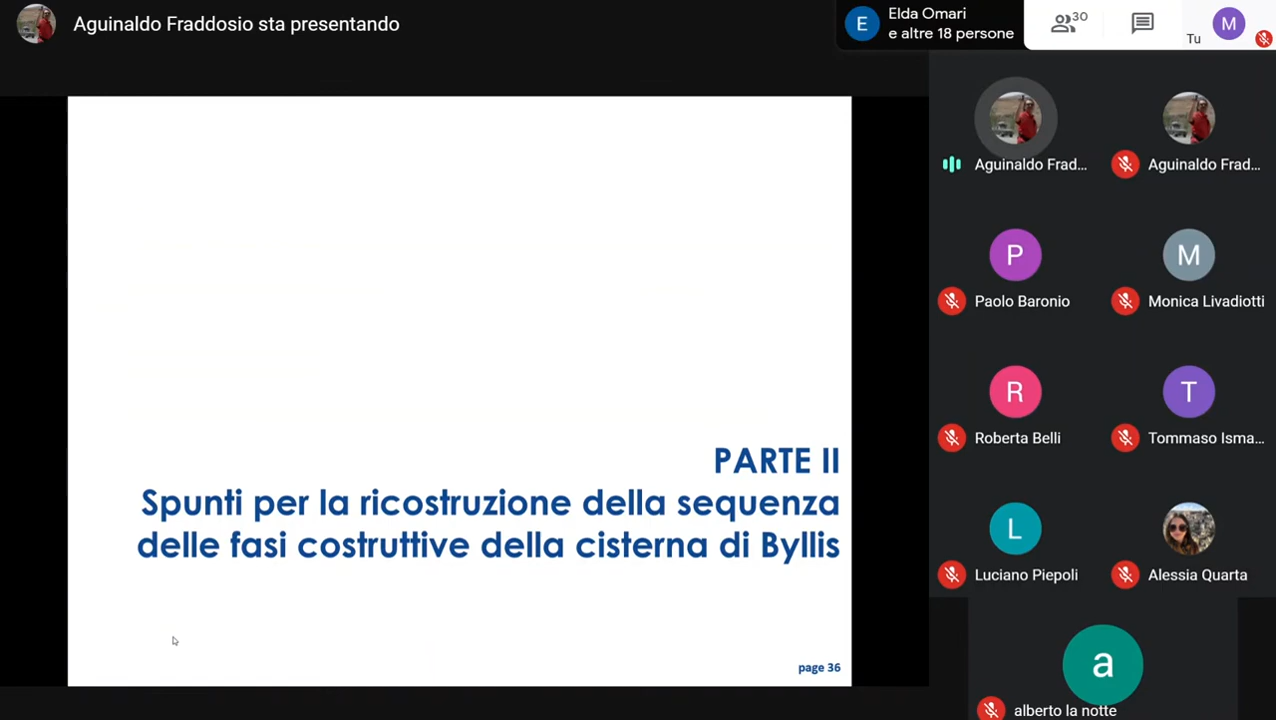 Aguinaldo Fraddosio sta presentando
E
Elda Omari
e altre 18 persone
30
Tu
M
PARTE II
Spunti per la ricostruzione della sequenza
delle fasi costruttive della cisterna di Byllis
page 36
Aguinaldo Frad...
Aguinaldo Frad...
P
Paolo Baronio
M
Monica Livadiotti
R
Roberta Belli
T
Tommaso Isma...
L
Luciano Piepoli
Alessia Quarta
a
alberto la notte